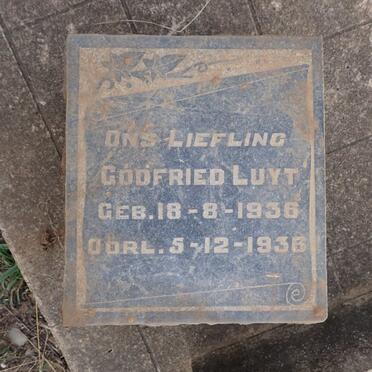 ONS LIEFLING
GODFRIED LUYT
GEB. 18-8-1936
OORL. 5-12-1936